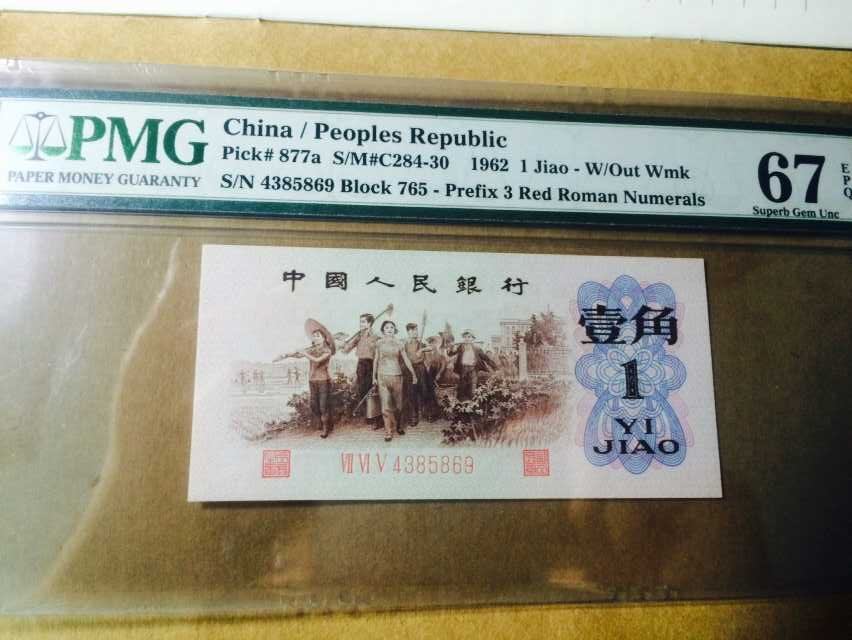 PMG
PAPER MONEY GUARANTY
China / Peoples Republic
Pick# 877a S/M#C284-30 1962 1 Jiao - W/Out Wmk
S/N 4385869 Block 765 - Prefix 3 Red Roman Numerals
67
Superb Gem Unc
E
P
Q
中國人民銀行
壹角
1
YI
JIAO
Ⅶ Ⅵ Ⅴ 4385869